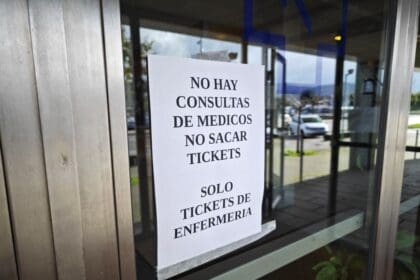 NO HAY
CONSULTAS
DE MEDICOS
NO SACAR
TICKETS
SOLO
TICKETS DE
ENFERMERIA